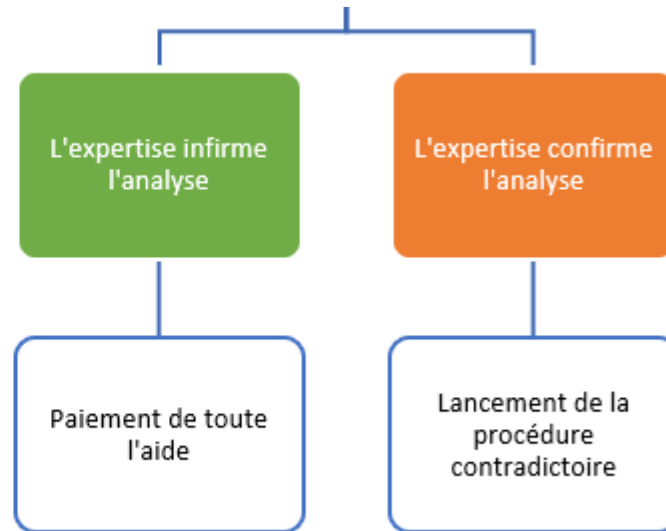 L'expertise infirme
l'analyse
L'expertise confirme
l'analyse
Paiement de toute
l'aide
Lancement de la
procédure
contradictoire